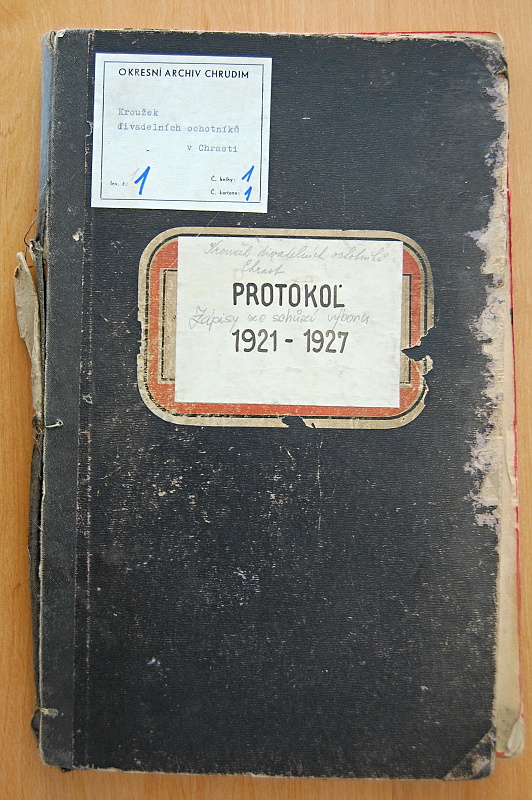 OKRESNÍ ARCHIV CHRUDIM
Kroužek
divadelních ochotníků
v Chrasti
Inv. č.: 1
Č. knihy: 1
Č. kartonu: 1
Kroužek divadelních ochotníků
Chrast
PROTOKOL
Zápisy ze schůzí výboru
1921 - 1927